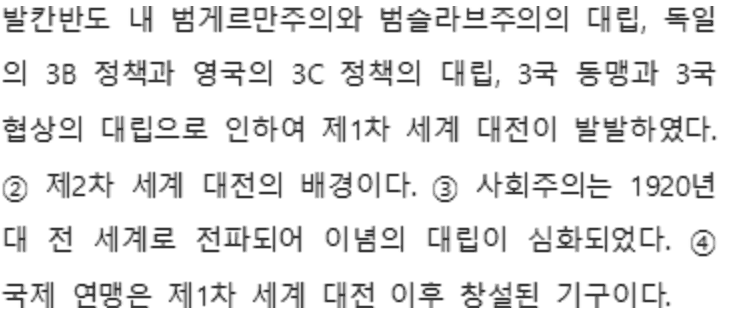 발칸반도 내 범게르만주의와 범슬라브주의의 대립, 독일
의 3B 정책과 영국의 3C 정책의 대립, 3국 동맹과 3국
협상의 대립으로 인하여 제1차 세계 대전이 발발하였다.
② 제2차 세계 대전의 배경이다. ③ 사회주의는 1920년
대 전 세계로 전파되어 이념의 대립이 심화되었다. ④
국제 연맹은 제1차 세계 대전 이후 창설된 기구이다.